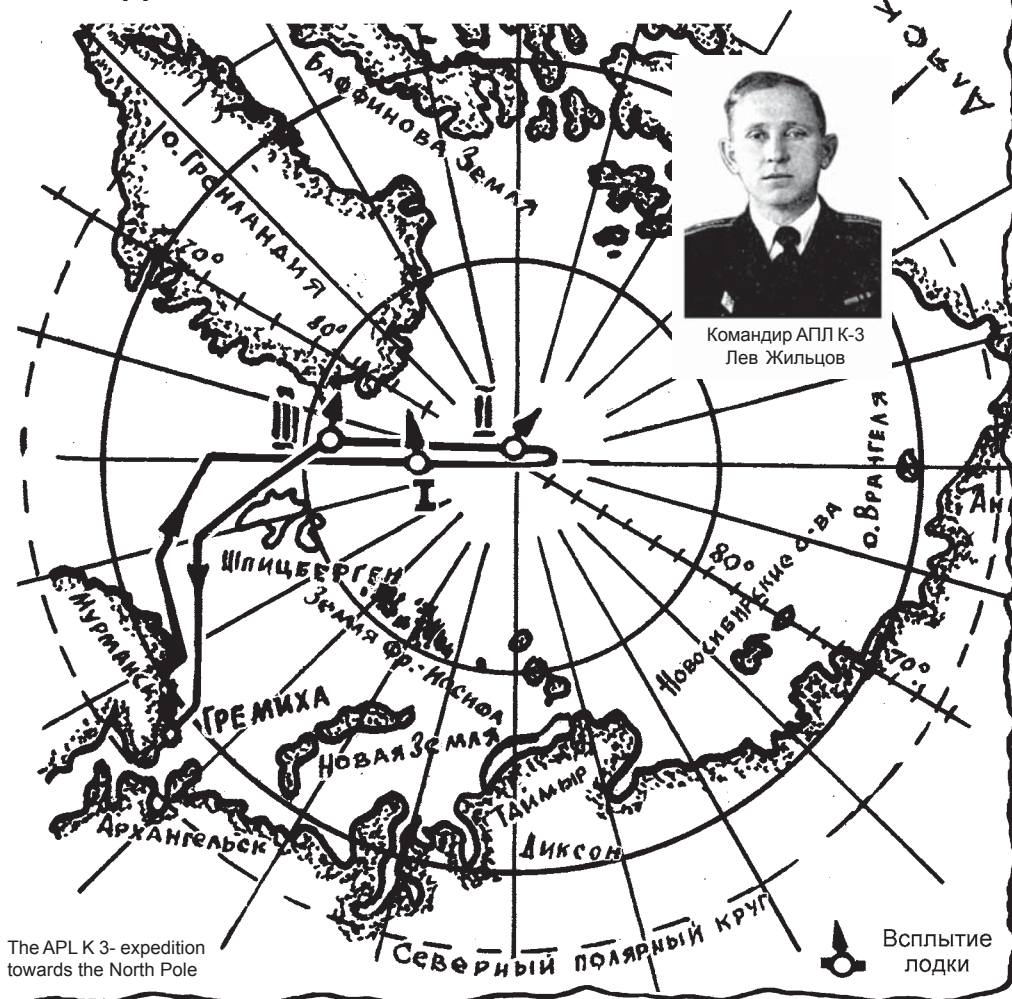 Аляск
Баффинова Земля
о. Гренландия
70°
80°
Командир АПЛ К-3
Лев Жильцов
III
II
I
о. Врангеля
Шпицберген
Земля Фр.-Иосифа
80°
Новосибирские о-ва
70°
Мурманск
Гремиха
Новая Земля
Таймыр
Архангельск
Диксон
Северный полярный круг
The APL K 3- expedition
towards the North Pole
Всплытие
лодки